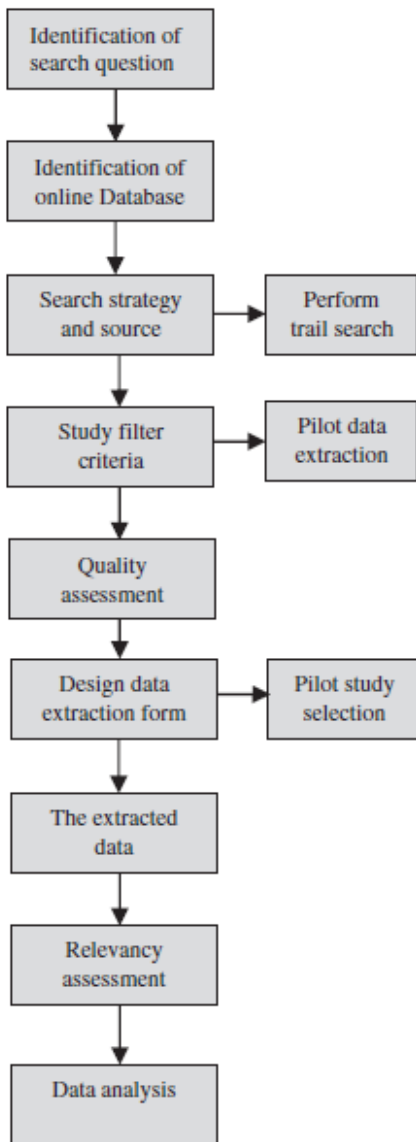 Identification of
search question
Identification of
online Database
Search strategy
and source
Perform
trail search
Study filter
criteria
Pilot data
extraction
Quality
assessment
Design data
extraction form
Pilot study
selection
The extracted
data
Relevancy
assessment
Data analysis